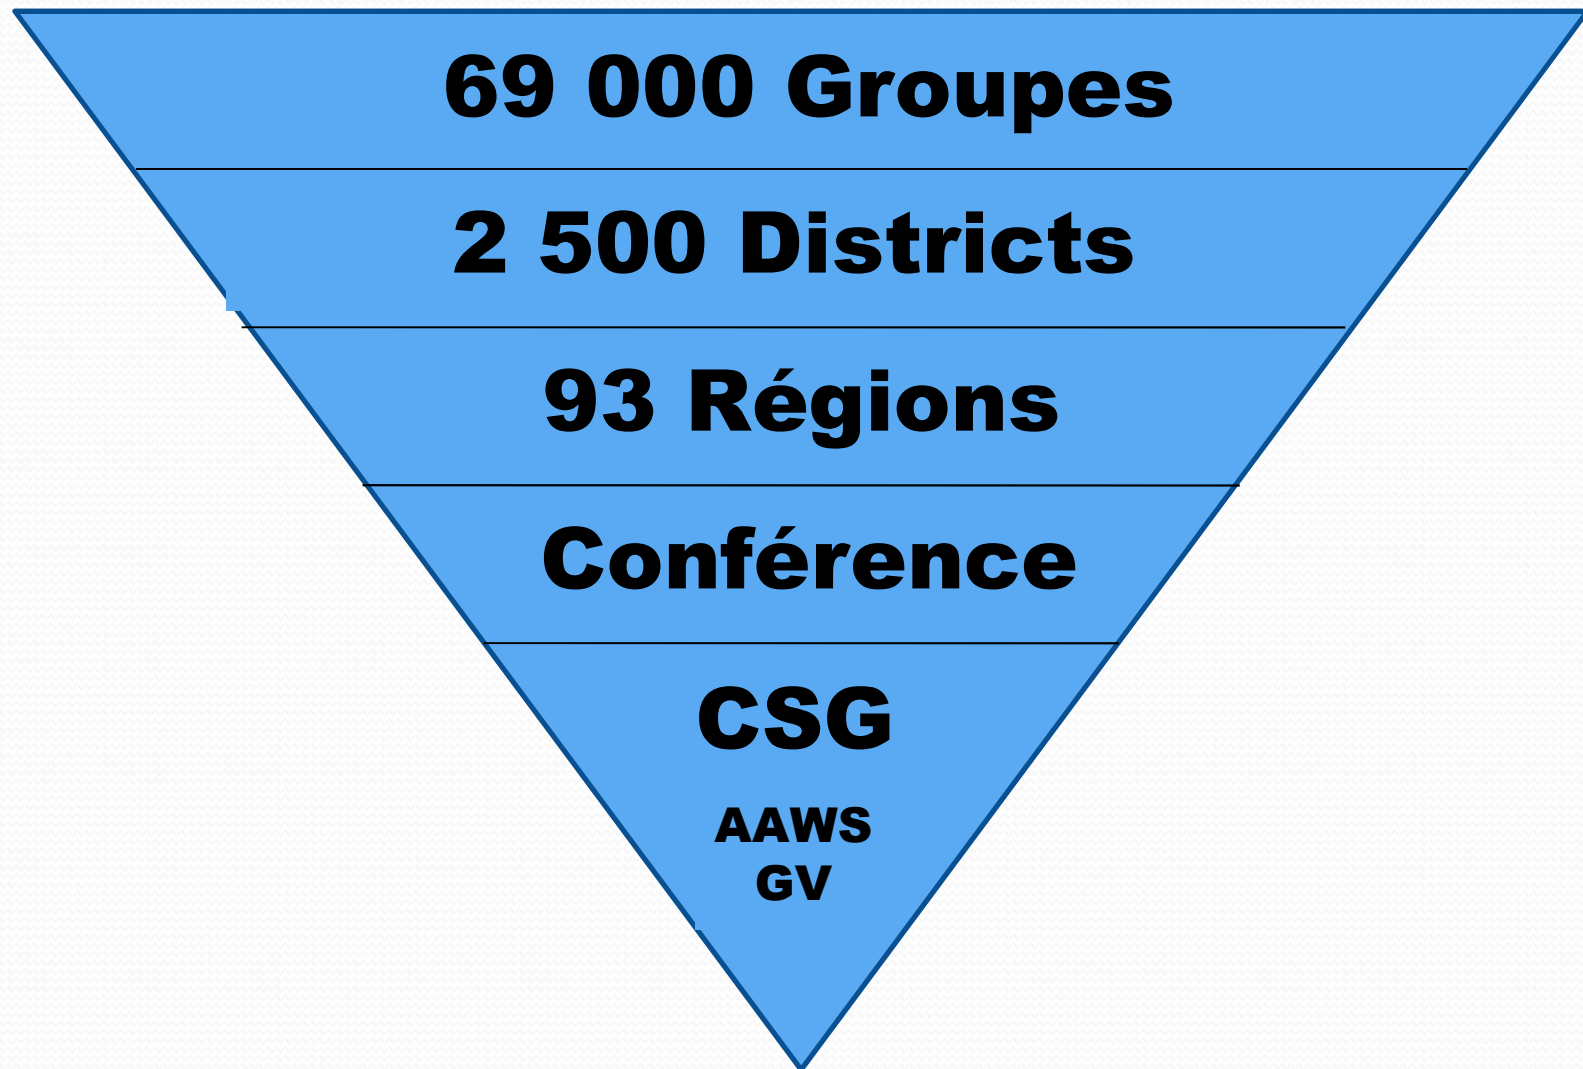 69 000 Groupes
2 500 Districts
93 Régions
Conférence
CSG
AAWS
GV